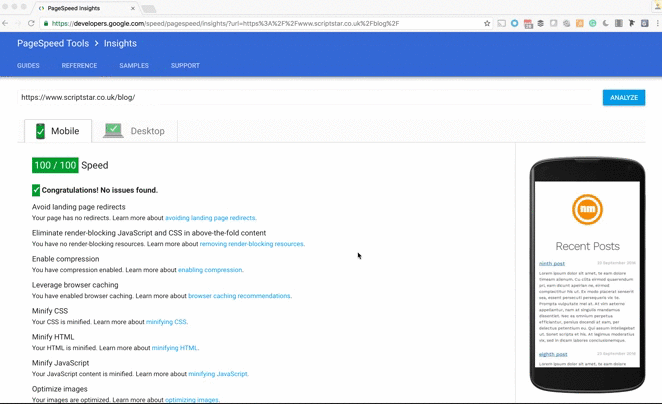 PageSpeed Insights
https://developers.google.com/speed/pagespeed/insights/?url=https%3A%2F%2Fwww.scriptstar.co.uk%2Fblog%2F
PageSpeed Tools > Insights
GUIDES REFERENCE SAMPLES SUPPORT
https://www.scriptstar.co.uk/blog/
ANALYZE
Mobile Desktop
100 / 100 Speed
Congratulations! No issues found.
Avoid landing page redirects
Your page has no redirects. Learn more about avoiding landing page redirects.
Eliminate render-blocking JavaScript and CSS in above-the-fold content
You have no render-blocking resources. Learn more about removing render-blocking resources.
Enable compression
You have compression enabled. Learn more about enabling compression.
Leverage browser caching
You have enabled browser caching. Learn more about browser caching recommendations.
Minify CSS
Your CSS is minified. Learn more about minifying CSS.
Minify HTML
Your HTML is minified. Learn more about minifying HTML.
Minify JavaScript
Your JavaScript content is minified. Learn more about minifying JavaScript.
Optimize images
Your images are optimized. Learn more about optimizing images.
Recent Posts
ninth post 23 September 2016
eighth post 23 September 2016